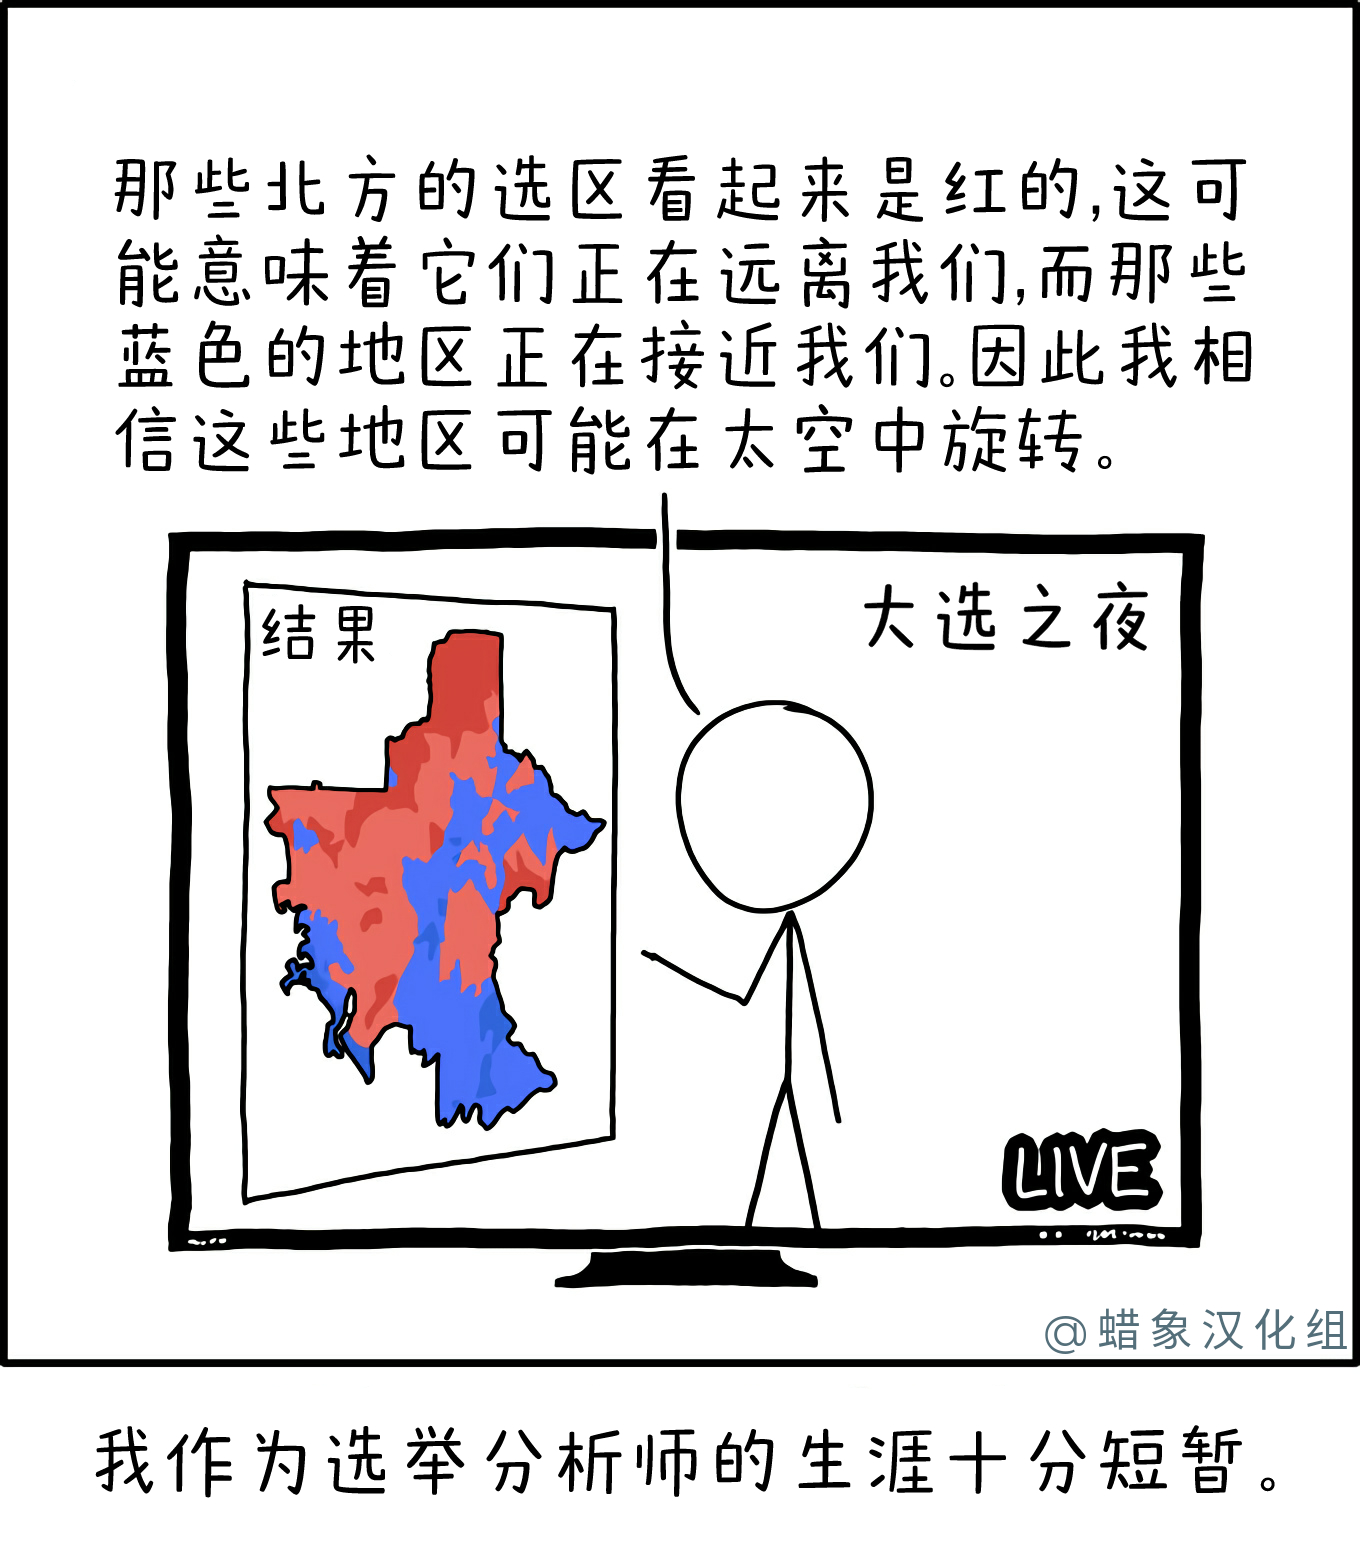 那些北方的选区看起来是红的,这可
能意味着它们正在远离我们,而那些
蓝色的地区正在接近我们。因此我相
信这些地区可能在太空中旋转。
结果
大选之夜
LIVE
@蜡象汉化组
我作为选举分析师的生涯十分短暂。